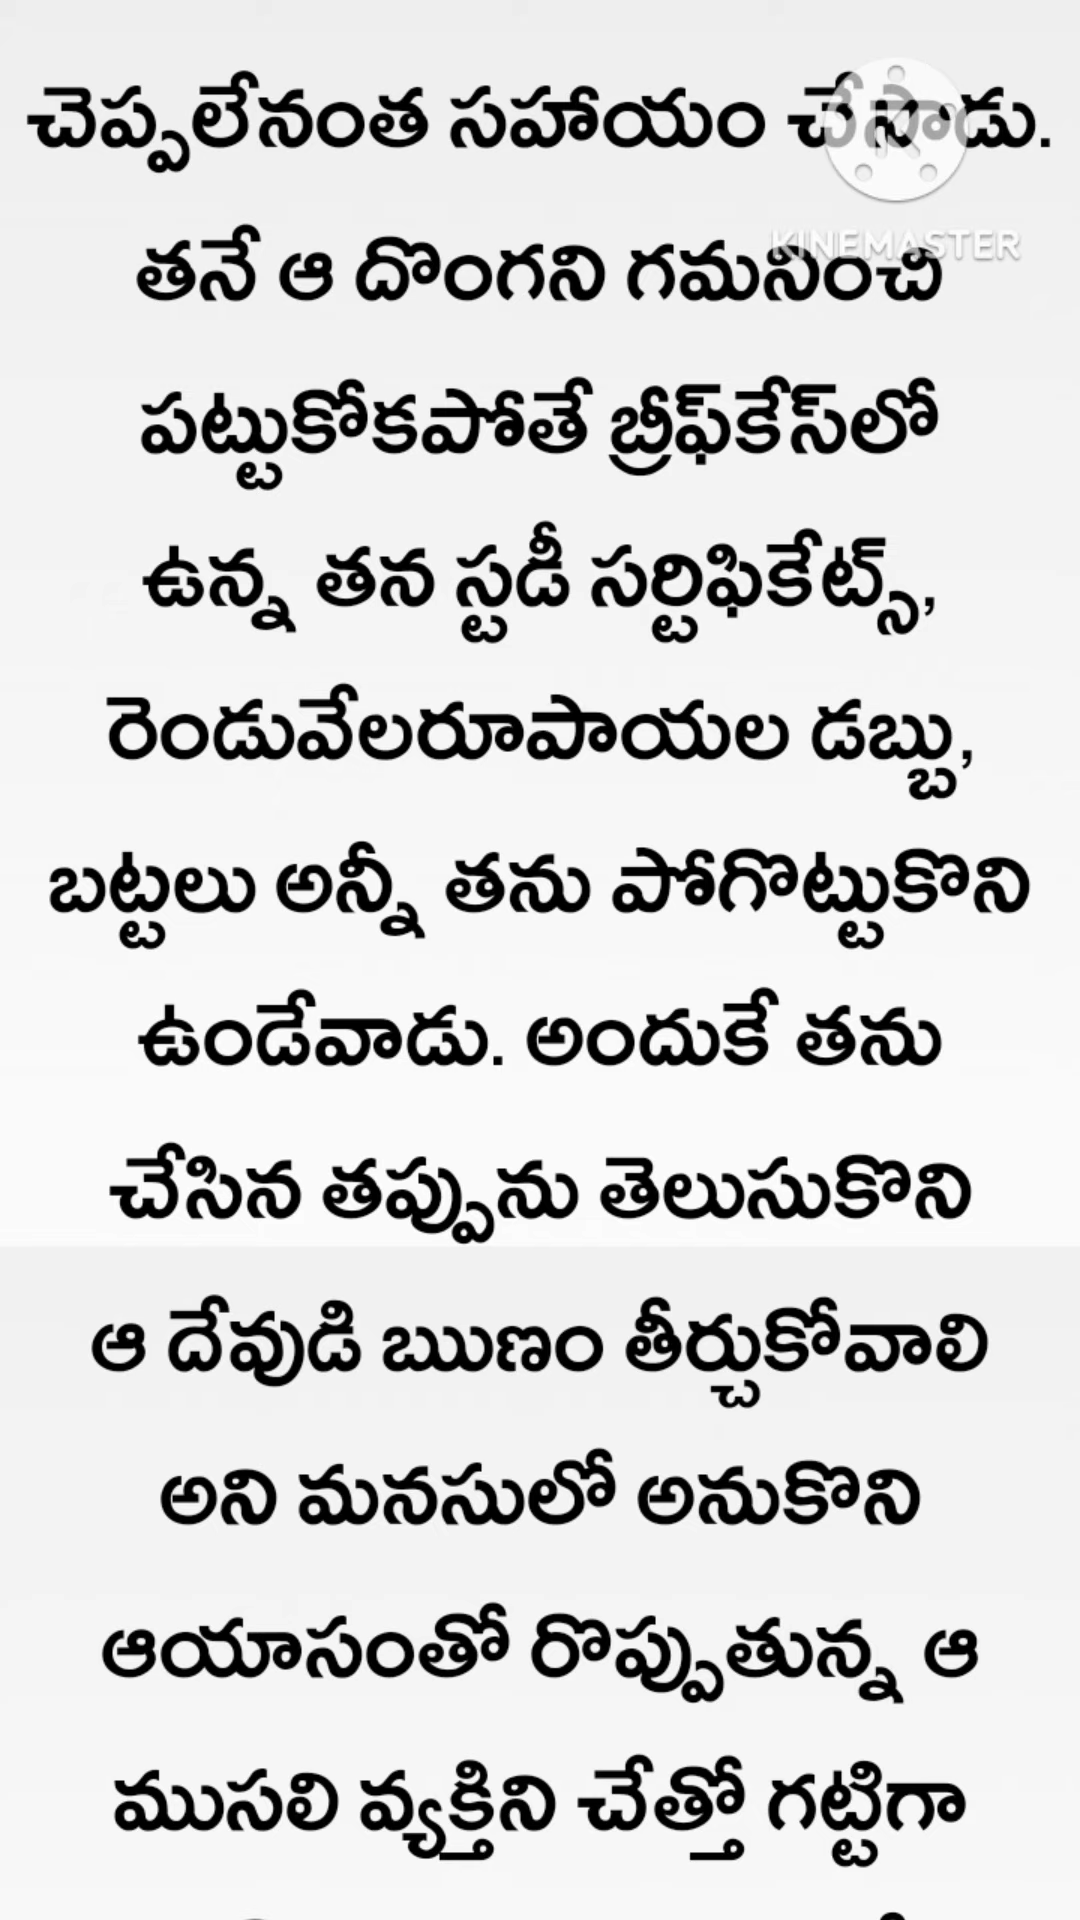 చెప్పలేనంత సహాయం చేసాడు.
KINEMASTER
తనే ఆ దొంగని గమనించి
పట్టుకోకపోతే బ్రీఫ్‌కేస్‌లో
ఉన్న తన స్టడీ సర్టిఫికేట్స్,
రెండువేలరూపాయల డబ్బు,
బట్టలు అన్నీ తను పోగొట్టుకొని
ఉండేవాడు. అందుకే తను
చేసిన తప్పును తెలుసుకొని
ఆ దేవుడి ఋణం తీర్చుకోవాలి
అని మనసులో అనుకొని
ఆయాసంతో రొప్పుతున్న ఆ
ముసలి వ్యక్తిని చేత్తో గట్టిగా